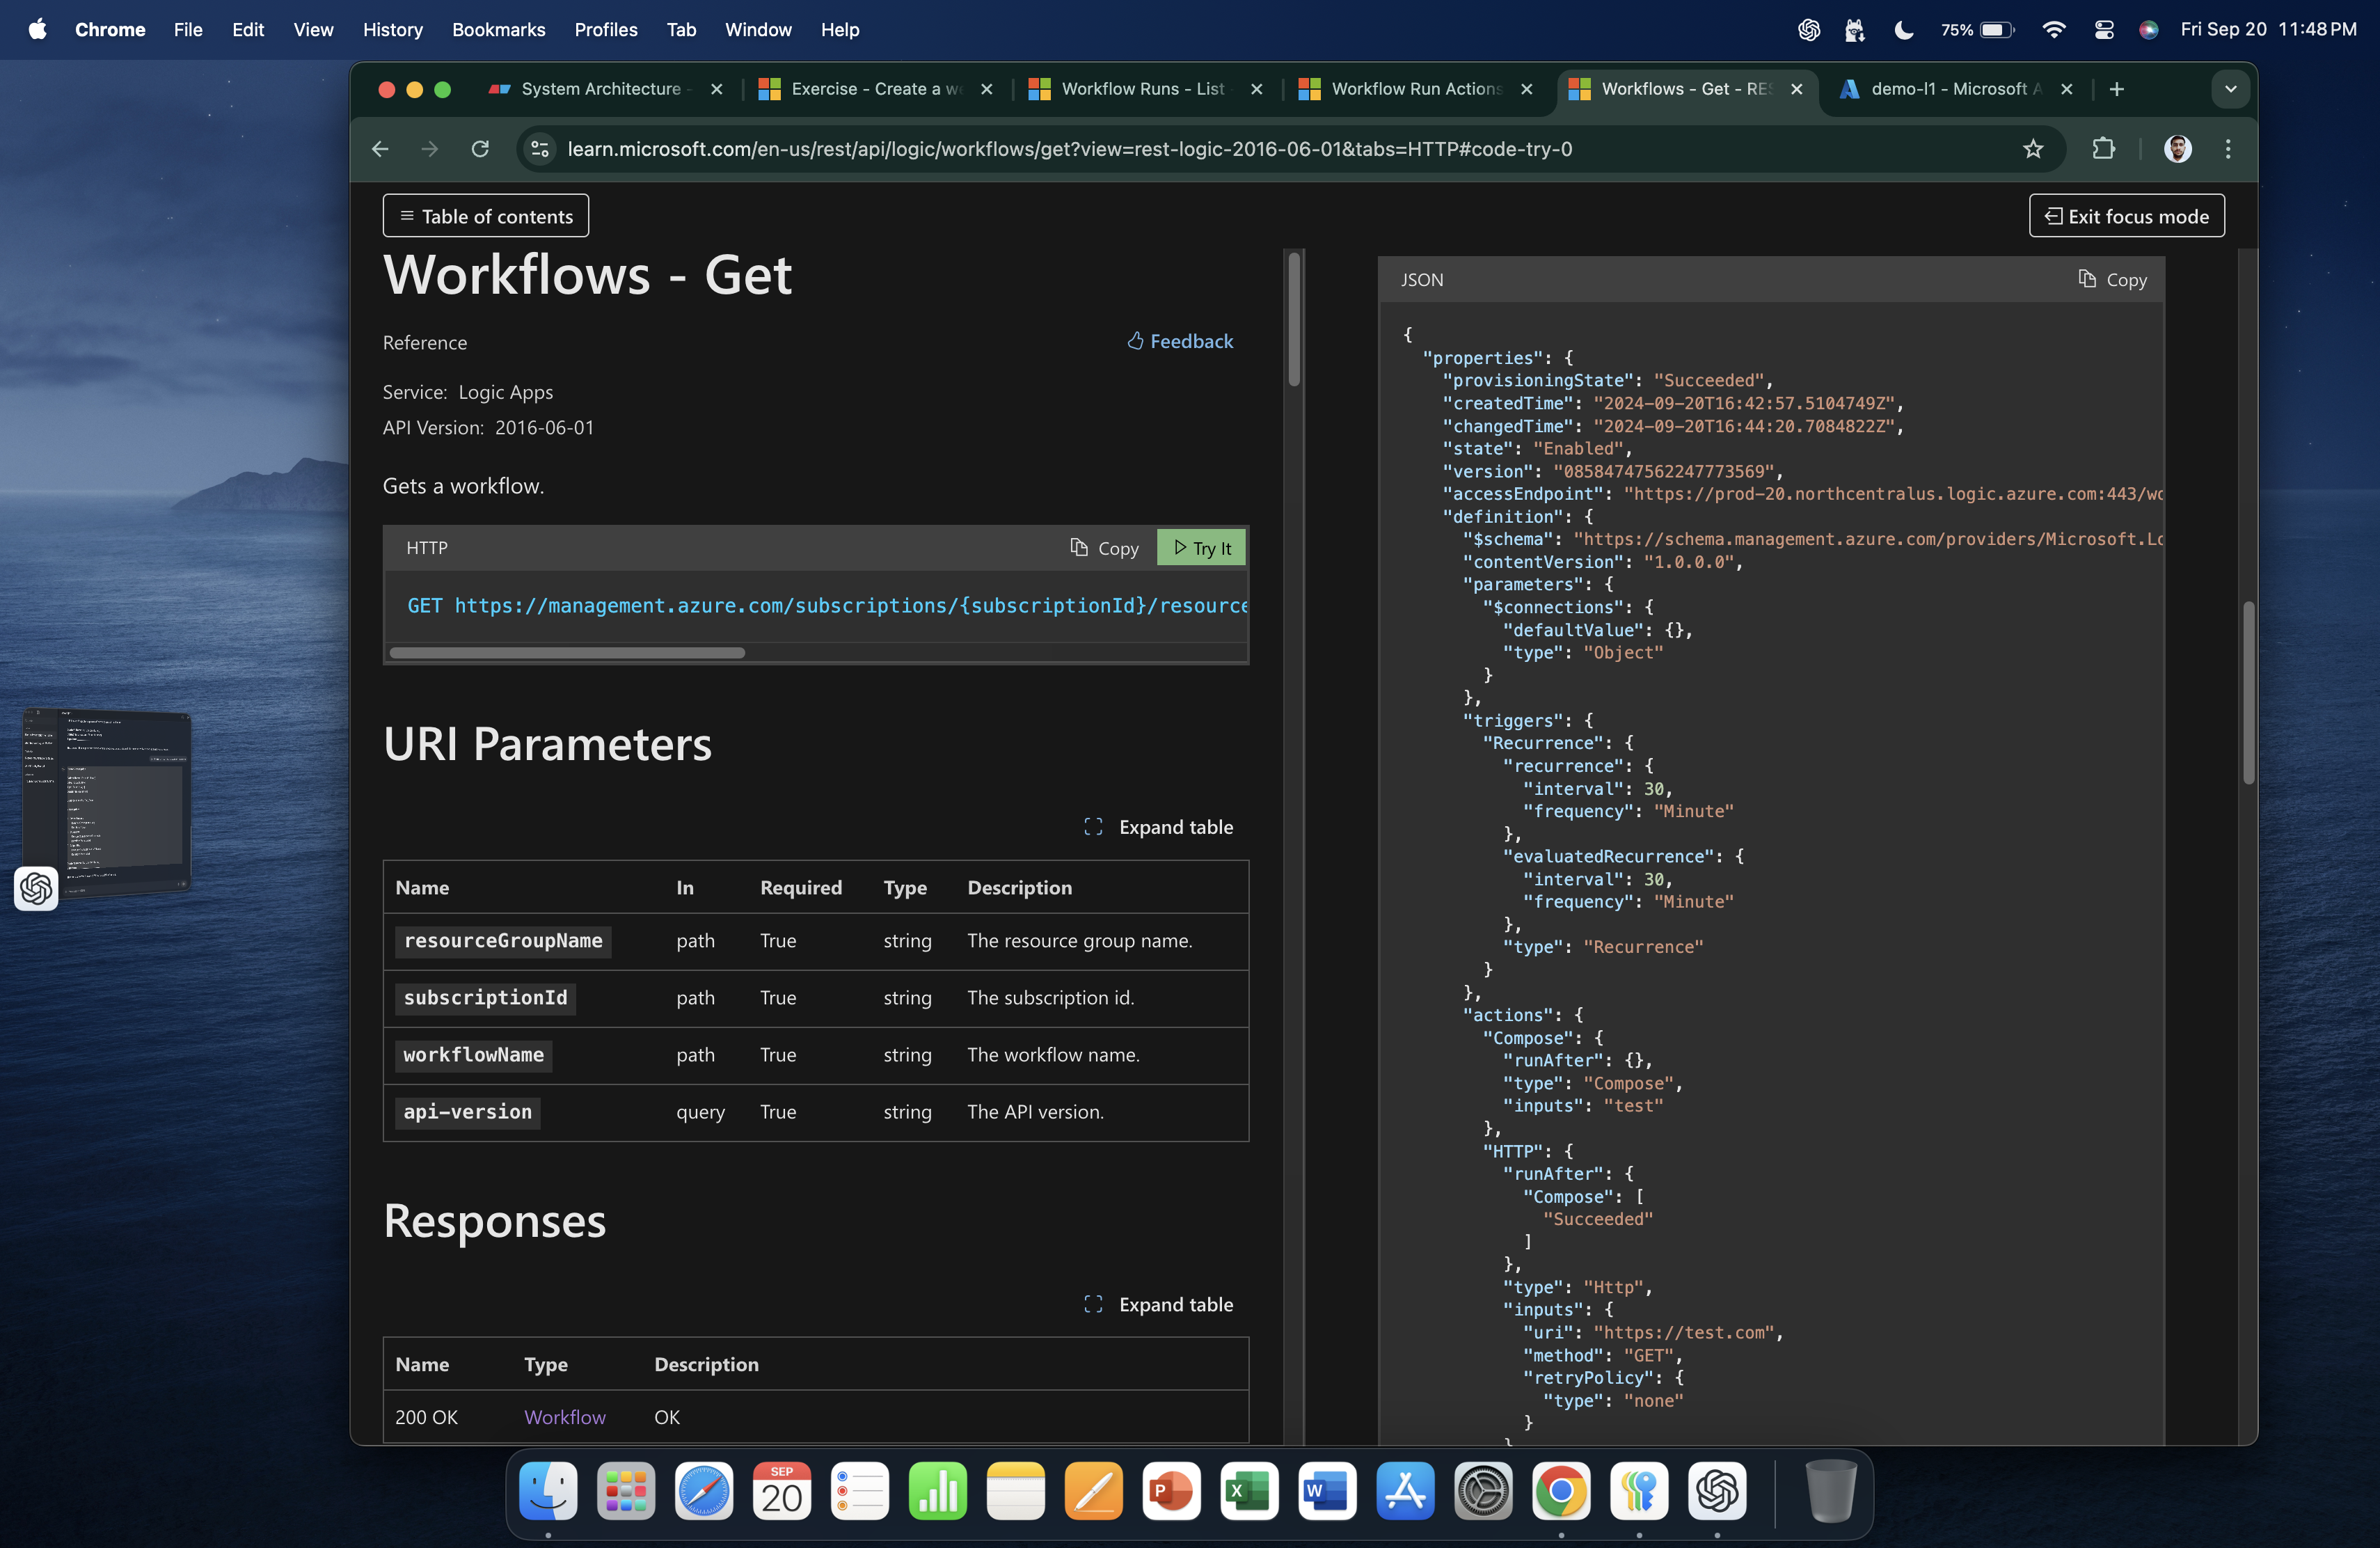 Chrome File Edit View History Bookmarks Profiles Tab Window Help
75% Fri Sep 20 11:48 PM
System Architecture -
Exercise - Create a w
Workflow Runs - List
Workflow Run Actions
Workflows - Get - RES
demo-l1 - Microsoft A
learn.microsoft.com/en-us/rest/api/logic/workflows/get?view=rest-logic-2016-06-01&tabs=HTTP#code-try-0
Table of contents
Exit focus mode
Workflows - Get
Reference
Feedback
Service: Logic Apps
API Version: 2016-06-01
Gets a workflow.
HTTP
Copy
Try It
GET https://management.azure.com/subscriptions/{subscriptionId}/resource
URI Parameters
Expand table
Name In Required Type Description
resourceGroupName path True string The resource group name.
subscriptionId path True string The subscription id.
workflowName path True string The workflow name.
api-version query True string The API version.
Responses
Expand table
Name Type Description
200 OK Workflow OK
JSON
Copy
{
"properties": {
"provisioningState": "Succeeded",
"createdTime": "2024-09-20T16:42:57.5104749Z",
"changedTime": "2024-09-20T16:44:20.7084822Z",
"state": "Enabled",
"version": "08584747562247773569",
"accessEndpoint": "https://prod-20.northcentralus.logic.azure.com:443/wo
"definition": {
"$schema": "https://schema.management.azure.com/providers/Microsoft.Lo
"contentVersion": "1.0.0.0",
"parameters": {
"$connections": {
"defaultValue": {},
"type": "Object"
}
},
"triggers": {
"Recurrence": {
"recurrence": {
"interval": 30,
"frequency": "Minute"
},
"evaluatedRecurrence": {
"interval": 30,
"frequency": "Minute"
},
"type": "Recurrence"
}
},
"actions": {
"Compose": {
"runAfter": {},
"type": "Compose",
"inputs": "test"
},
"HTTP": {
"runAfter": {
"Compose": [
"Succeeded"
]
},
"type": "Http",
"inputs": {
"uri": "https://test.com",
"method": "GET",
"retryPolicy": {
"type": "none"
}
}
SEP
20
P
X
W